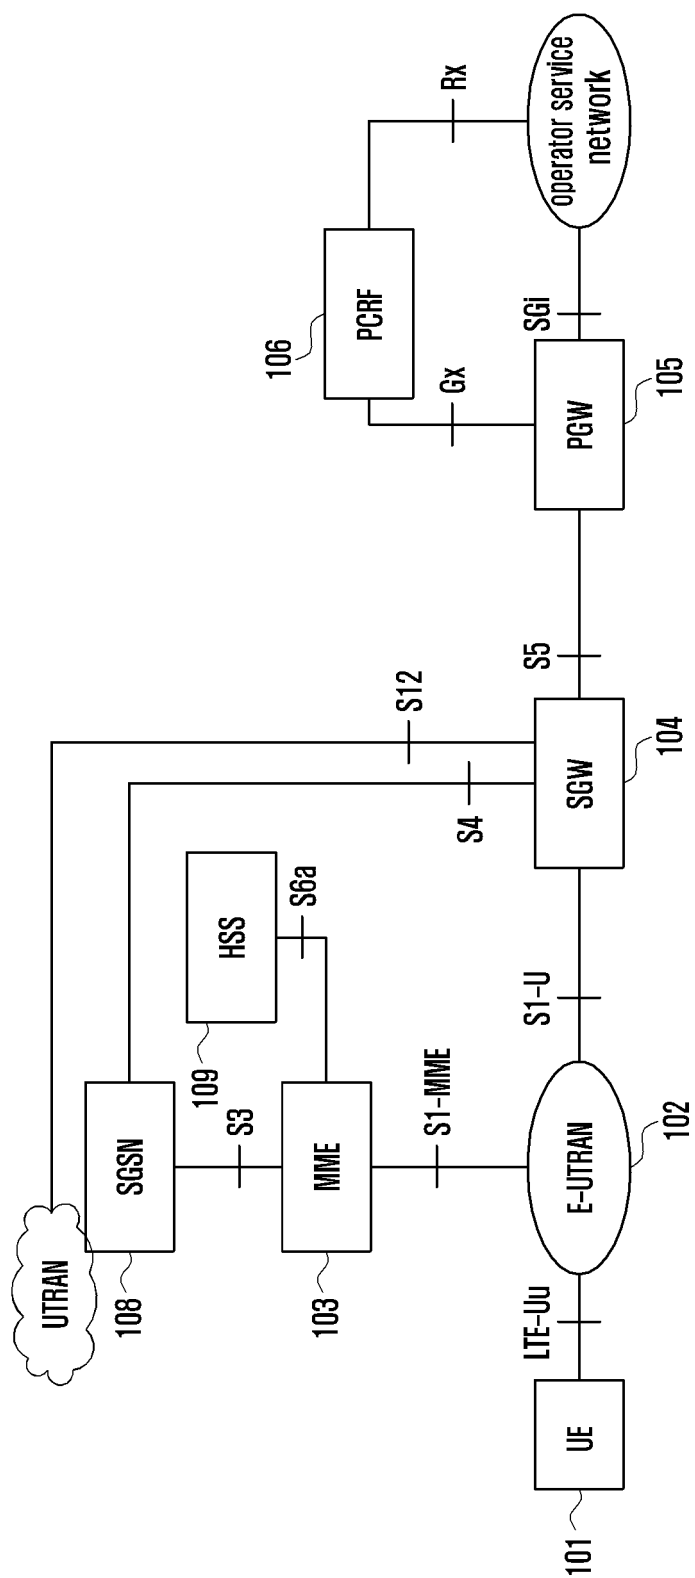 UTRAN
SGSN
108
HSS
109
S3
S6a
MME
103
S12
S4
S1-MME
PCRF
106
Gx
Rx
UE
101
LTE-Uu
E-UTRAN
102
S1-U
SGW
104
S5
PGW
105
SGi
operator service
network